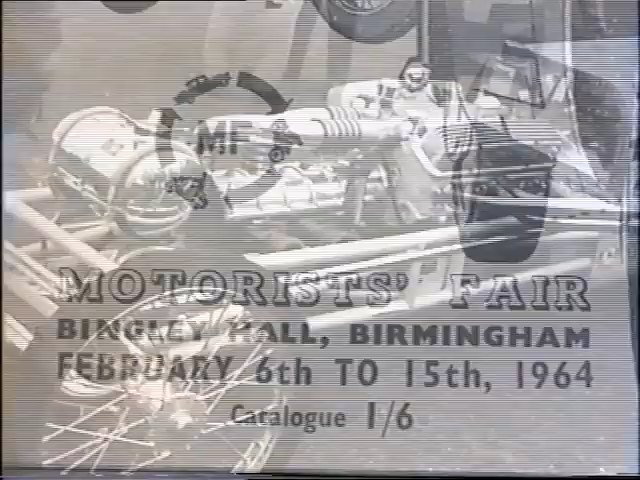 MF
MOTORISTS' FAIR
BINGLEY HALL, BIRMINGHAM
FEBRUARY 6th TO 15th, 1964
Catalogue 1/6